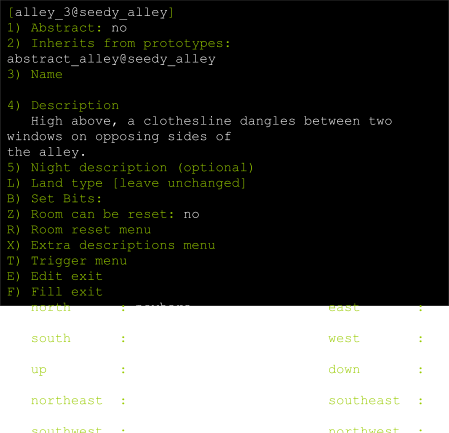 [alley_3@seedy_alley]
1) Abstract: no
2) Inherits from prototypes:
abstract_alley@seedy_alley
3) Name
4) Description
High above, a clothesline dangles between two
windows on opposing sides of
the alley.
5) Night description (optional)
L) Land type [leave unchanged]
B) Set Bits:
Z) Room can be reset: no
R) Room reset menu
X) Extra descriptions menu
T) Trigger menu
E) Edit exit
F) Fill exit
north : nowhere east :
south : west :
up : down :
northeast : southeast :
southwest : northwest :